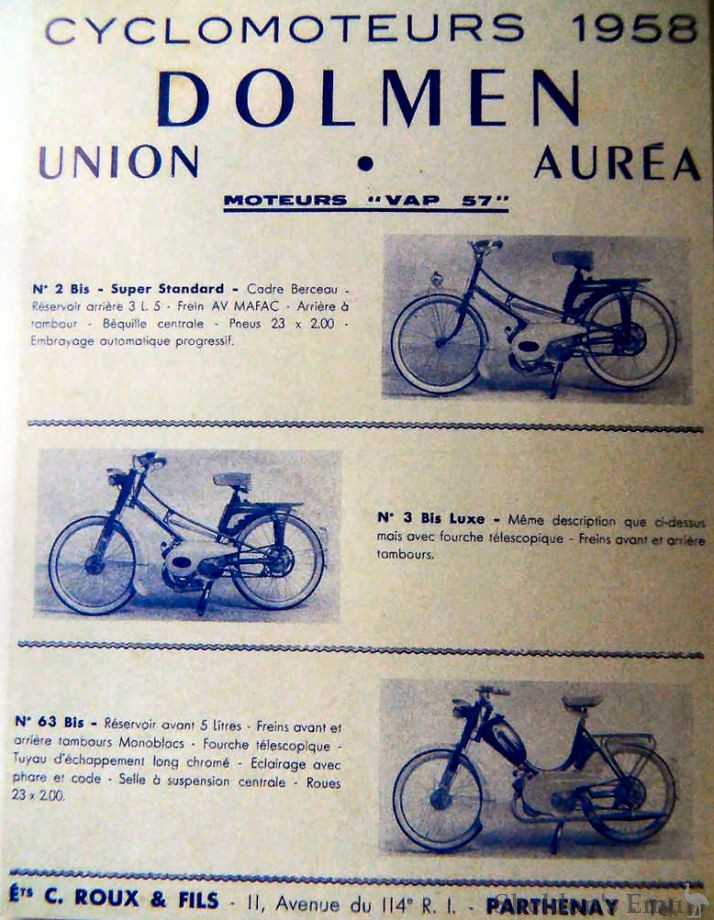 CYCLOMOTEURS 1958
DOLMEN
UNION • AURÉA
MOTEURS "VAP 57"
N° 2 Bis - Super Standard - Cadre Berceau -
Réservoir arrière 3 L. 5 - Frein AV MAFAC - Arrière à
tambour - Béquille centrale - Pneus 23 x 2.00 -
Embrayage automatique progressif.
N° 3 Bis Luxe - Même description que ci-dessus
mais avec fourche télescopique - Freins avant et arrière
tambours.
N° 63 Bis - Réservoir avant 5 Litres - Freins avant et
arrière tambours Monoblocs - Fourche télescopique -
Tuyau d'échappement long chromé - Eclairage avec
phare et code - Selle à suspension centrale - Roues
23 x 2.00.
Éts C. ROUX & FILS - 11, Avenue du 114e R. I. - PARTHENAY